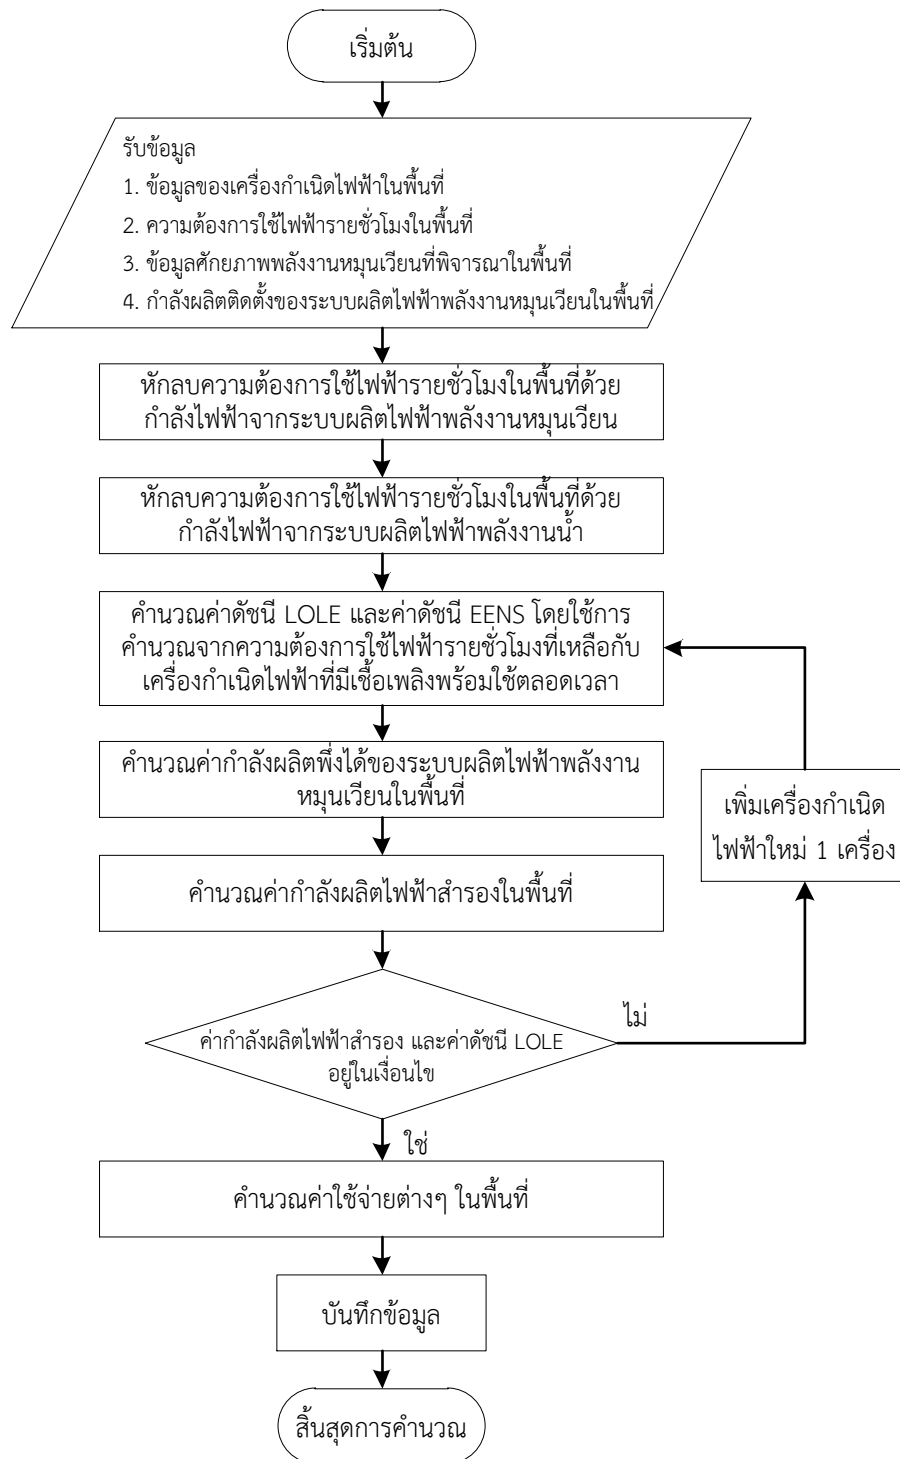 เริ่มต้น
รับข้อมูล
1. ข้อมูลของเครื่องกำเนิดไฟฟ้าในพื้นที่
2. ความต้องการใช้ไฟฟ้ารายชั่วโมงในพื้นที่
3. ข้อมูลศักยภาพพลังงานหมุนเวียนที่พิจารณาในพื้นที่
4. กำลังผลิตติดตั้งของระบบผลิตไฟฟ้าพลังงานหมุนเวียนในพื้นที่
หักลบความต้องการใช้ไฟฟ้ารายชั่วโมงในพื้นที่ด้วย
กำลังไฟฟ้าจากระบบผลิตไฟฟ้าพลังงานหมุนเวียน
หักลบความต้องการใช้ไฟฟ้ารายชั่วโมงในพื้นที่ด้วย
กำลังไฟฟ้าจากระบบผลิตไฟฟ้าพลังงานน้ำ
คำนวณค่าดัชนี LOLE และค่าดัชนี EENS โดยใช้การ
คำนวณจากความต้องการใช้ไฟฟ้ารายชั่วโมงที่เหลือกับ
เครื่องกำเนิดไฟฟ้าที่มีเชื้อเพลิงพร้อมใช้ตลอดเวลา
คำนวณค่ากำลังผลิตพึ่งได้ของระบบผลิตไฟฟ้าพลังงาน
หมุนเวียนในพื้นที่
เพิ่มเครื่องกำเนิด
ไฟฟ้าใหม่ 1 เครื่อง
คำนวณค่ากำลังผลิตไฟฟ้าสำรองในพื้นที่
ไม่
ค่ากำลังผลิตไฟฟ้าสำรอง และค่าดัชนี LOLE
อยู่ในเงื่อนไข
ใช่
คำนวณค่าใช้จ่ายต่างๆ ในพื้นที่
บันทึกข้อมูล
สิ้นสุดการคำนวณ